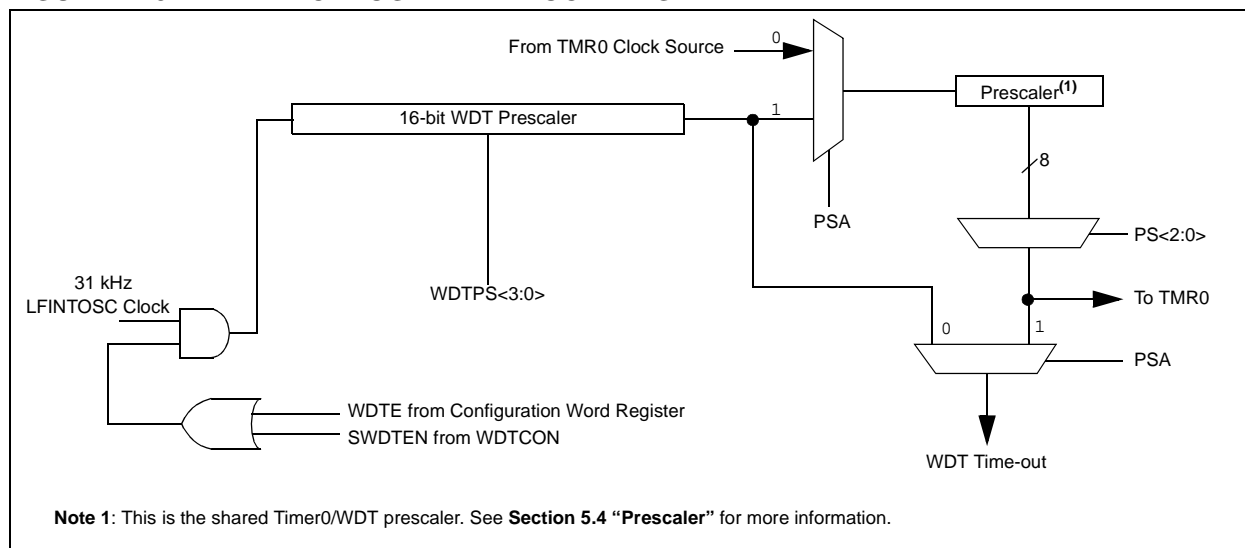 0
From TMR0 Clock Source
Prescaler(1)
16-bit WDT Prescaler
1
8
PSA
PS<2:0>
31 kHz
LFINTOSC Clock
WDTPS<3:0>
To TMR0
0
1
PSA
WDTE from Configuration Word Register
SWDTEN from WDTCON
WDT Time-out
Note 1: This is the shared Timer0/WDT prescaler. See Section 5.4 “Prescaler” for more information.